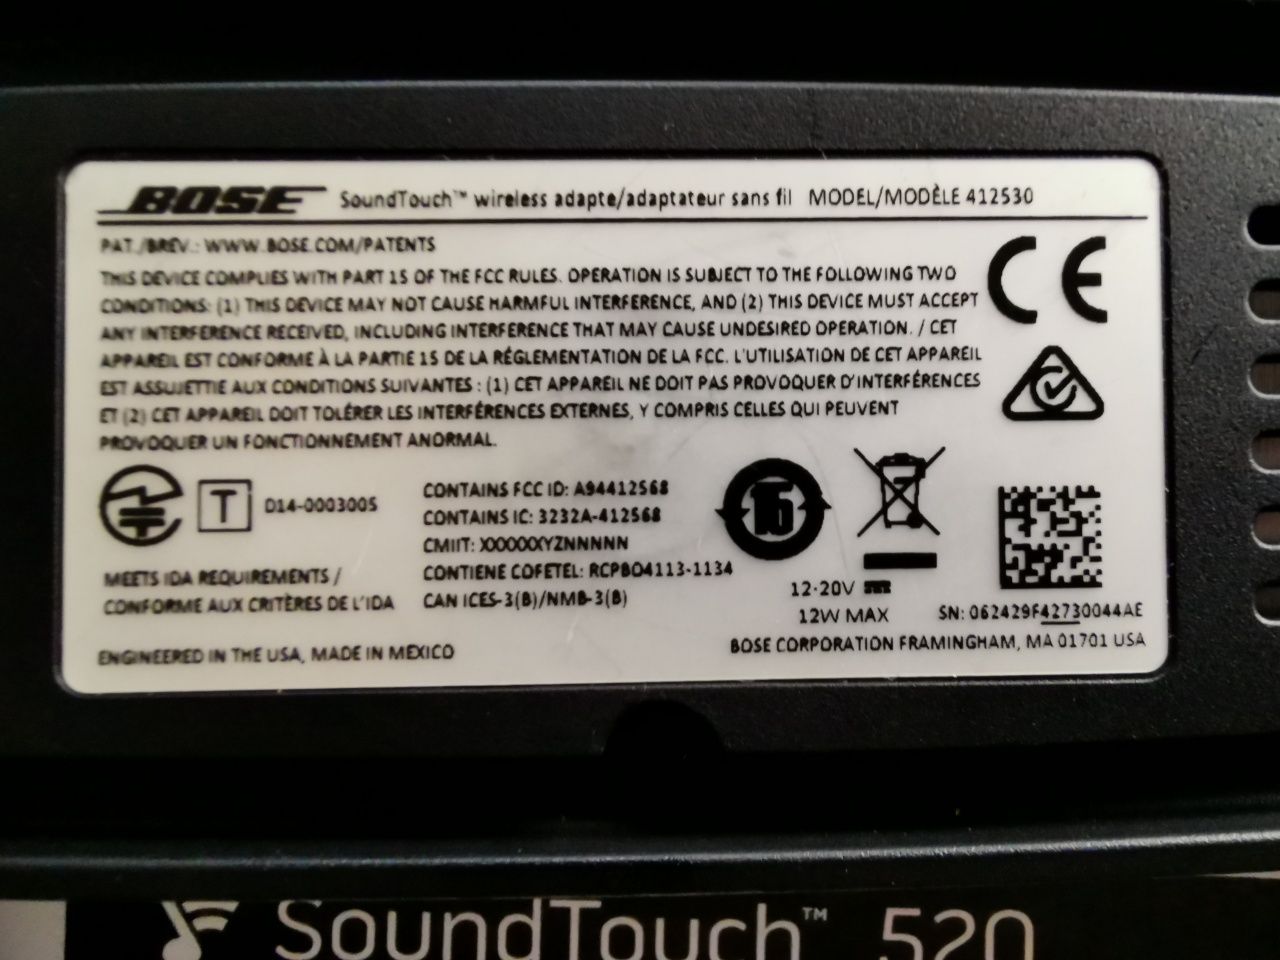 BOSE SoundTouch™ wireless adapte/adaptateur sans fil MODEL/MODÈLE 412530
PAT./BREV.: WWW.BOSE.COM/PATENTS
THIS DEVICE COMPLIES WITH PART 15 OF THE FCC RULES. OPERATION IS SUBJECT TO THE FOLLOWING TWO
CONDITIONS: (1) THIS DEVICE MAY NOT CAUSE HARMFUL INTERFERENCE, AND (2) THIS DEVICE MUST ACCEPT
ANY INTERFERENCE RECEIVED, INCLUDING INTERFERENCE THAT MAY CAUSE UNDESIRED OPERATION. / CET
APPAREIL EST CONFORME À LA PARTIE 15 DE LA RÉGLEMENTATION DE LA FCC. L'UTILISATION DE CET APPAREIL
EST ASSUJETTIE AUX CONDITIONS SUIVANTES : (1) CET APPAREIL NE DOIT PAS PROVOQUER D'INTERFÉRENCES
ET (2) CET APPAREIL DOIT TOLÉRER LES INTERFÉRENCES EXTERNES, Y COMPRIS CELLES QUI PEUVENT
PROVOQUER UN FONCTIONNEMENT ANORMAL.
CE
T D14-0003005
MEETS IDA REQUIREMENTS /
CONFORME AUX CRITÈRES DE L'IDA
CONTAINS FCC ID: A94412568
CONTAINS IC: 3232A-412568
CMIIT: XXXXXXYZNNNNN
CONTIENE COFETEL: RCPBO4113-1134
CAN ICES-3(B)/NMB-3(B)
15
12-20V
12W MAX
SN: 062429F42730044AE
ENGINEERED IN THE USA, MADE IN MEXICO
BOSE CORPORATION FRAMINGHAM, MA 01701 USA
SoundTouch™ 520